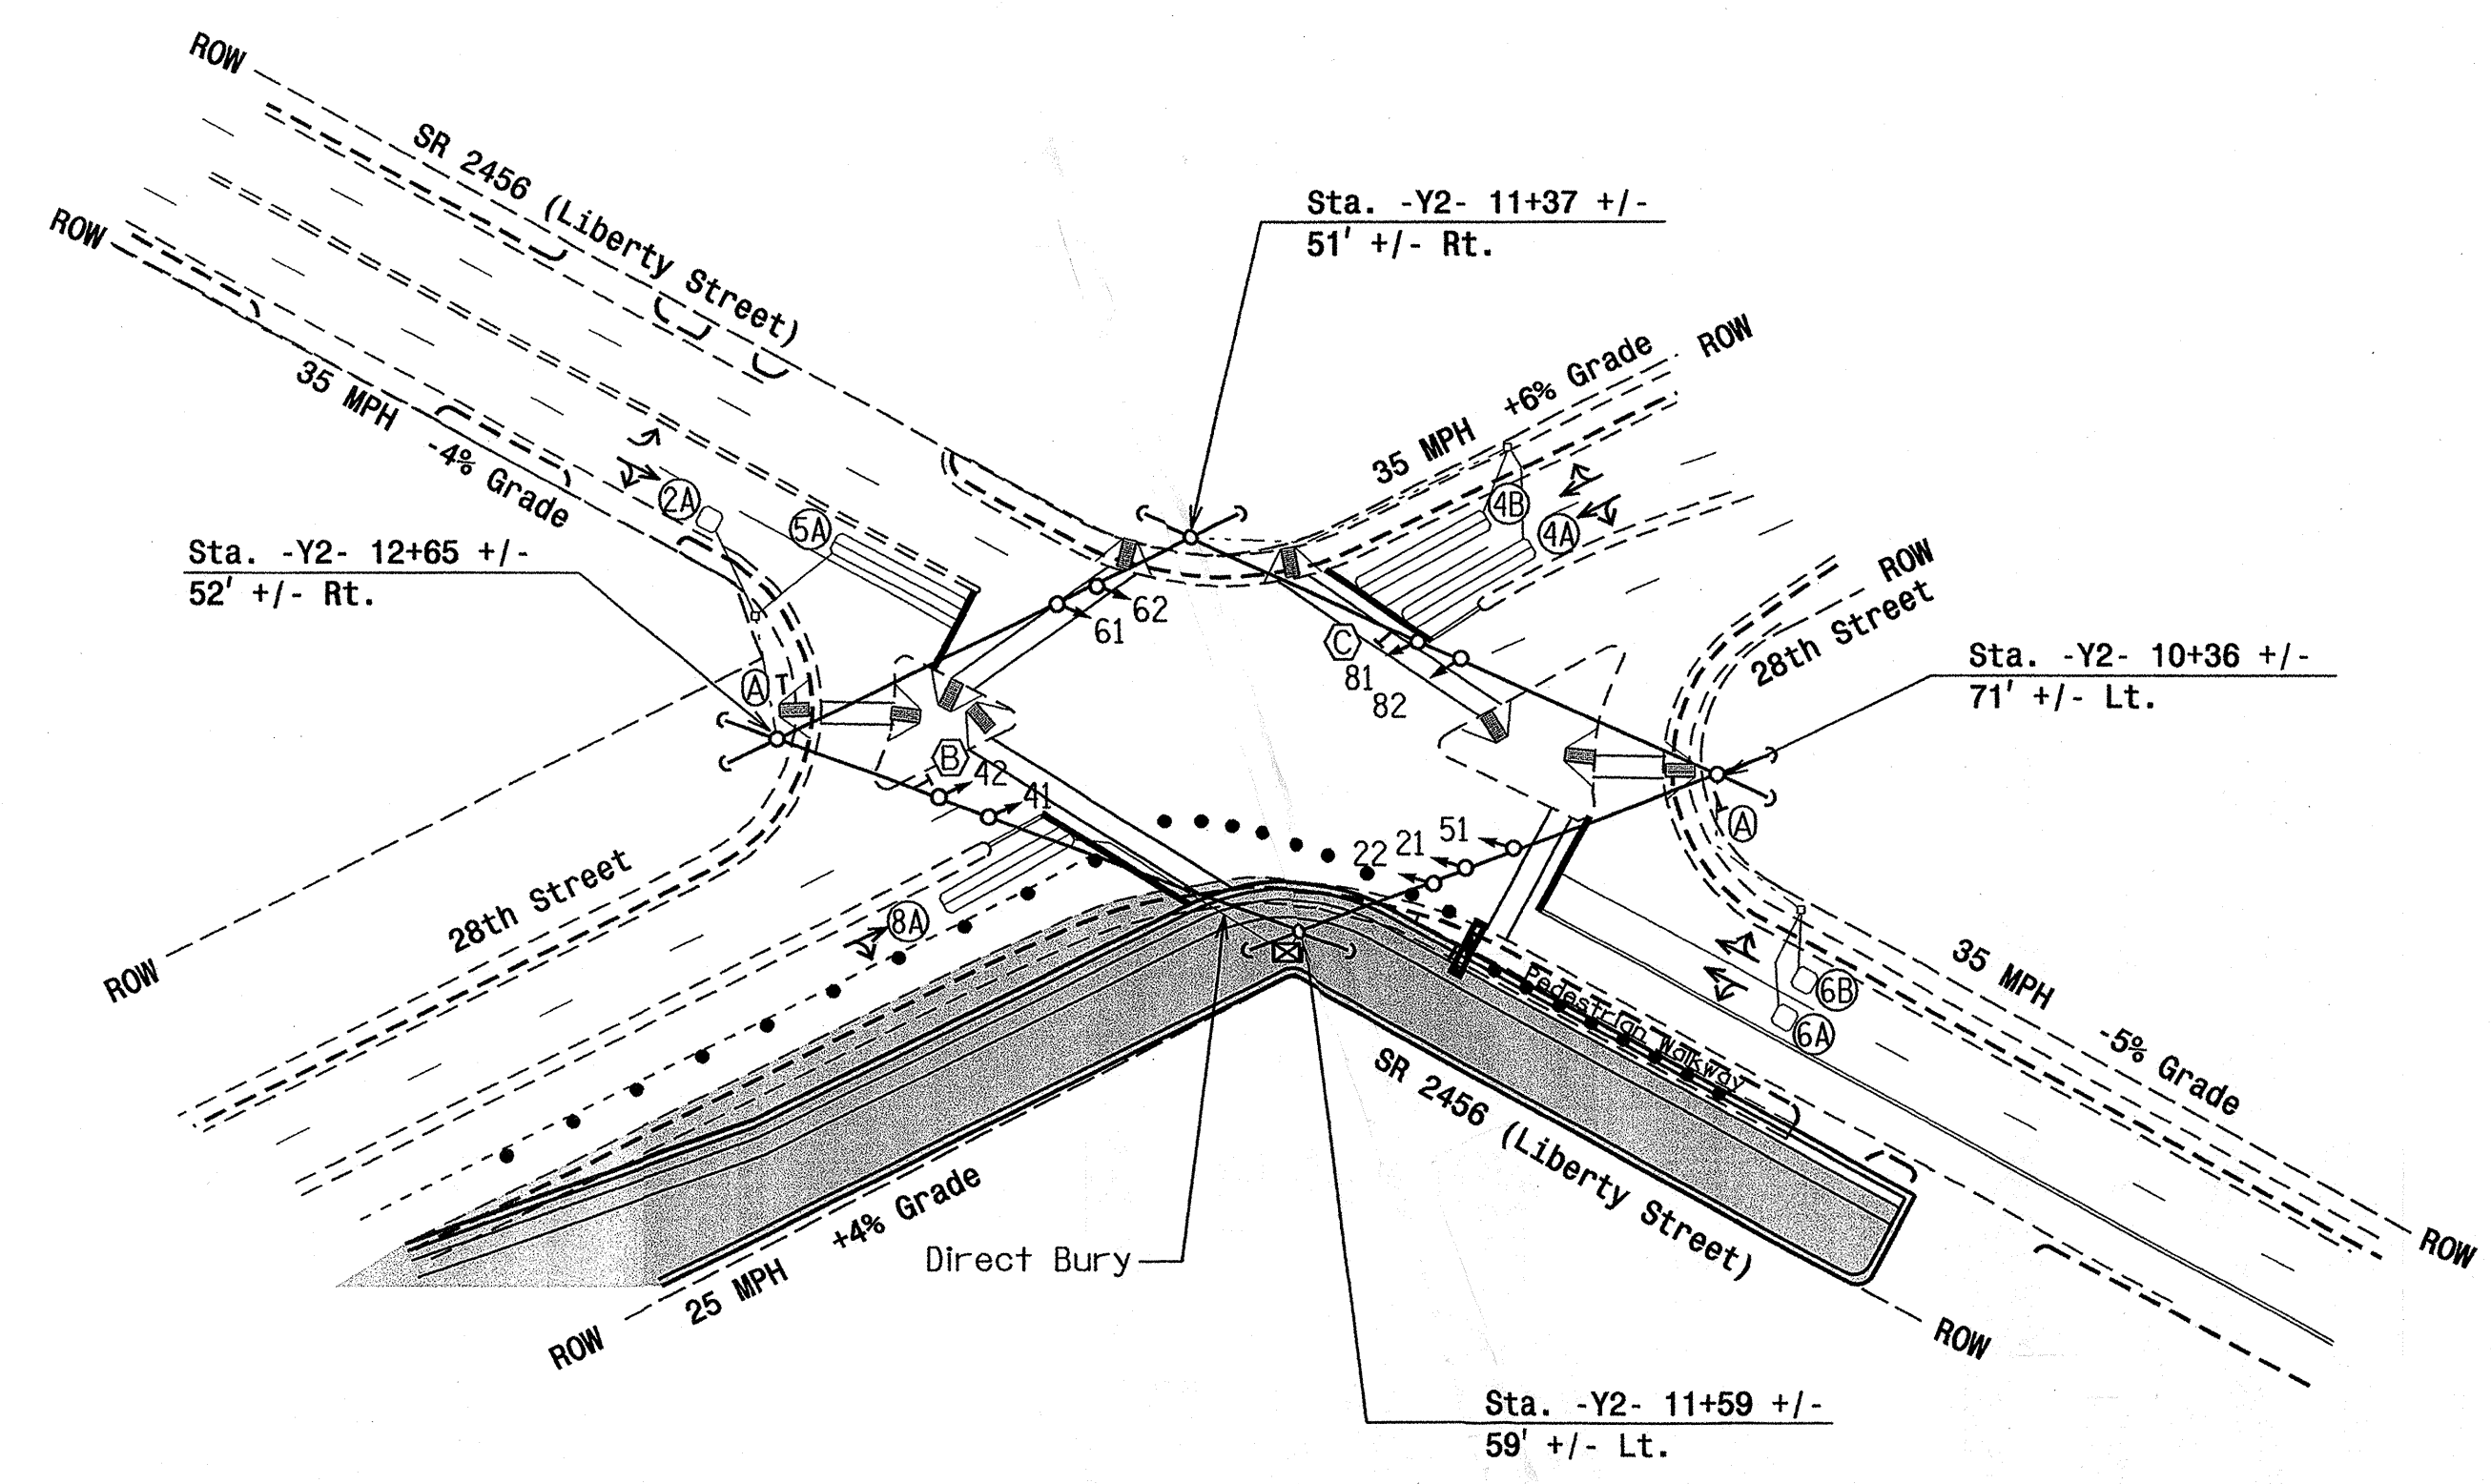 ROW
SR 2456 (Liberty Street)
ROW
35 MPH -4% Grade
Sta. -Y2- 11+37 +/-
51' +/- Rt.
35 MPH +6% Grade
ROW
2A
5A
4B
4A
Sta. -Y2- 12+65 +/-
52' +/- Rt.
62
61
C
81
82
ROW
28th Street
Sta. -Y2- 10+36 +/-
71' +/- Lt.
A
B
42
41
A
51
21
22
28th Street
8A
ROW
6B
6A
35 MPH -5% Grade
Pedestrian Walkway
SR 2456 (Liberty Street)
Direct Bury
25 MPH +4% Grade
ROW
ROW
ROW
Sta. -Y2- 11+59 +/-
59' +/- Lt.